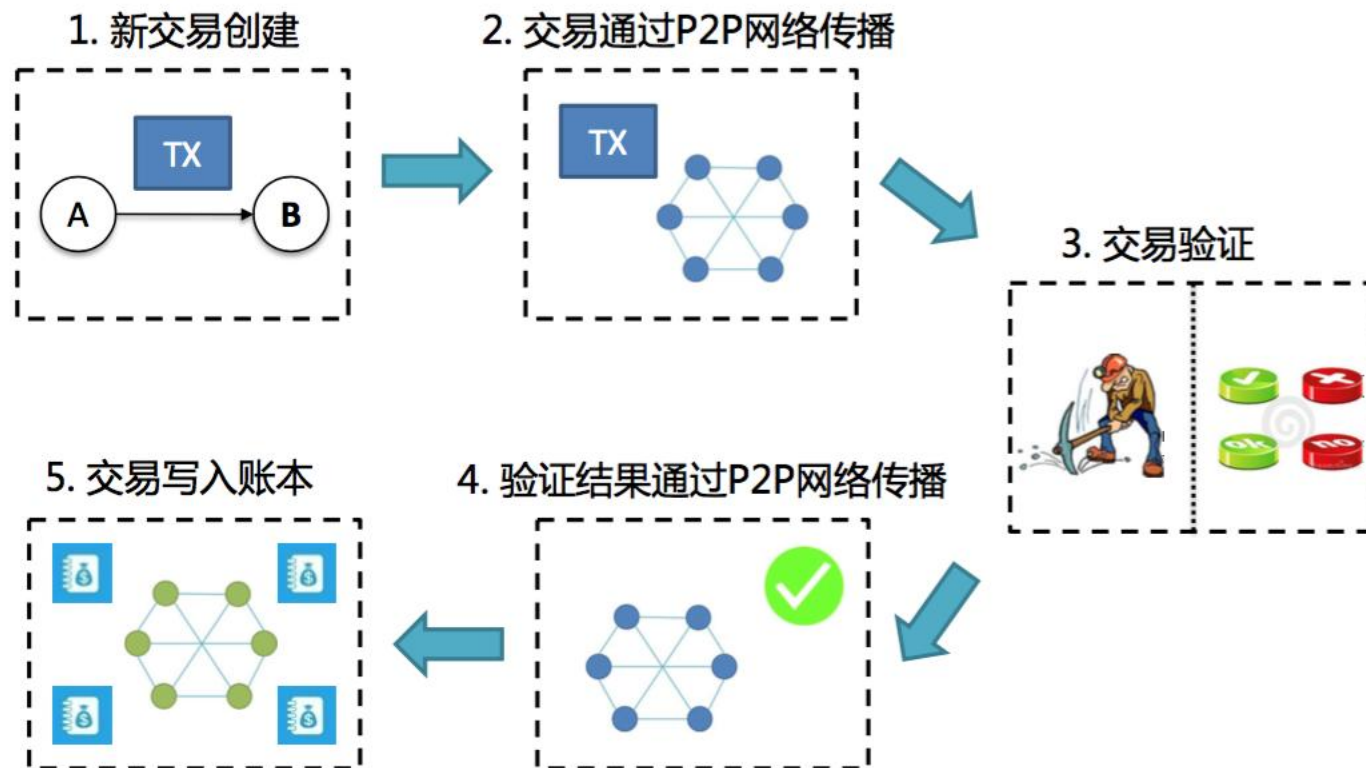 1. 新交易创建
2. 交易通过P2P网络传播
TX
A
B
TX
3. 交易验证
ok
no
5. 交易写入账本
4. 验证结果通过P2P网络传播